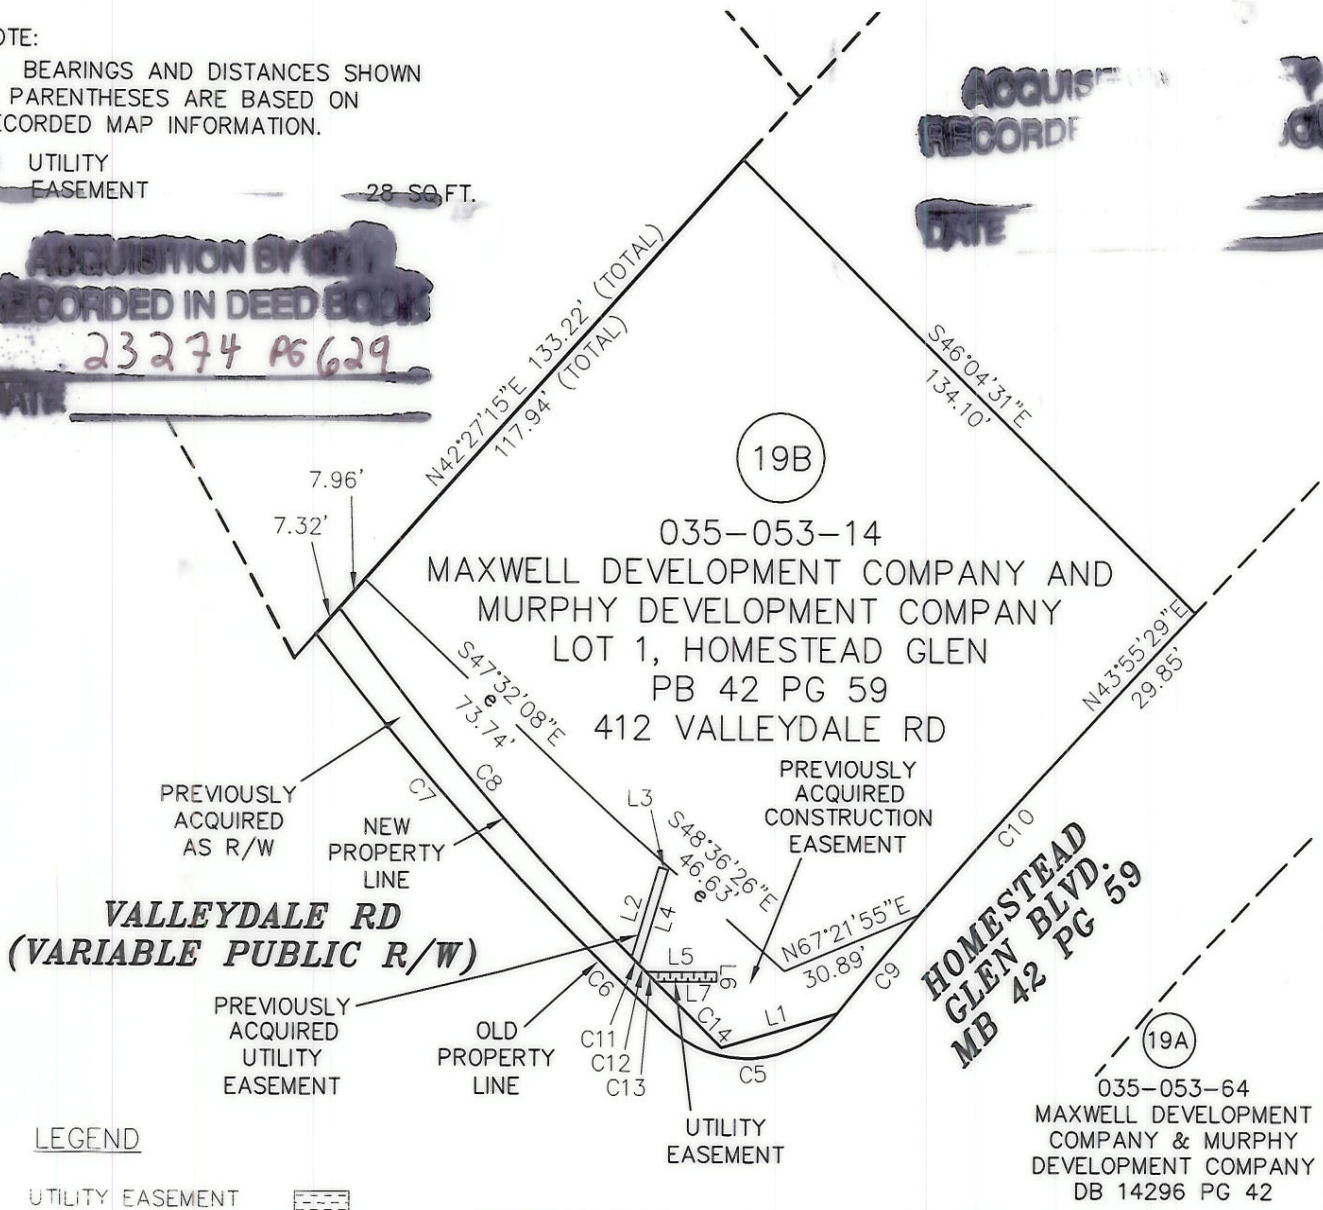 OTE:
BEARINGS AND DISTANCES SHOWN
PARENTHESES ARE BASED ON
ECORDED MAP INFORMATION.
UTILITY
EASEMENT 28 SQ.FT.
ACQUISITION BY
ECORDED IN DEED BOOK
23274 PG 629
ATE
RECORDE
DATE
N42°27'15"E 133.22' (TOTAL)
117.94' (TOTAL)
S46°04'31"E
134.10'
7.96'
7.32'
19B
035-053-14
MAXWELL DEVELOPMENT COMPANY AND
MURPHY DEVELOPMENT COMPANY
LOT 1, HOMESTEAD GLEN
PB 42 PG 59
412 VALLEYDALE RD
N43°55'29"E
29.85'
S47°32'08"E
e
73.74'
PREVIOUSLY
ACQUIRED
AS R/W
C7
C8
NEW
PROPERTY
LINE
L3
S48°36'26"E
46.63'
e
PREVIOUSLY
ACQUIRED
CONSTRUCTION
EASEMENT
C10
VALLEYDALE RD
(VARIABLE PUBLIC R/W)
L2
L4
N67°21'55"E
30.89'
C9
HOMESTEAD
GLEN BLVD.
MB 42 PG 59
L5
L6
L7
C6
PREVIOUSLY
ACQUIRED
UTILITY
EASEMENT
OLD
PROPERTY
LINE
C11
C12
C13
C14
L1
C5
UTILITY
EASEMENT
19A
035-053-64
MAXWELL DEVELOPMENT
COMPANY & MURPHY
DEVELOPMENT COMPANY
DB 14296 PG 42
LEGEND
UTILITY EASEMENT